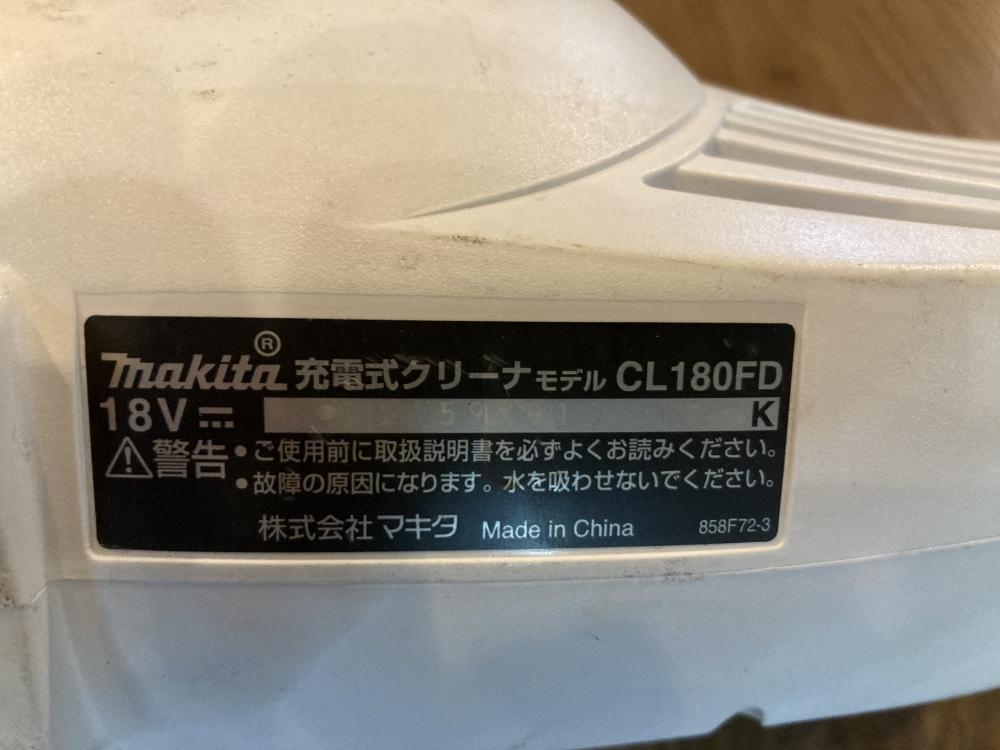 makita® 充電式クリーナ モデル CL180FD
18V ⎓ K
⚠警告 •ご使用前に取扱説明書を必ずよくお読みください。
•故障の原因になります。水を吸わせないでください。
株式会社 マキタ Made in China 858F72-3